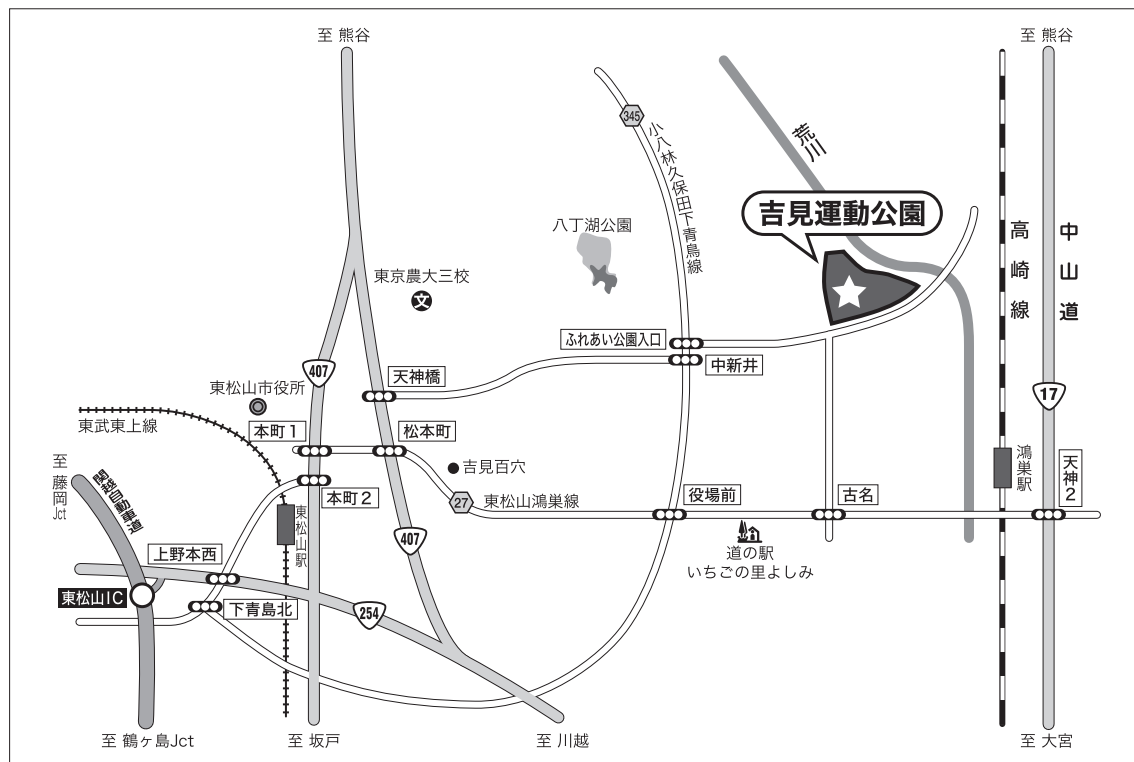 至 熊谷
至 熊谷
345
小八林久保田下青鳥線
荒川
吉見運動公園
高崎線
中山道
八丁湖公園
東京農大三校
文
ふれあい公園入口
中新井
407
天神橋
東松山市役所
17
東武東上線
本町1
松本町
吉見百穴
鴻巣駅
天神2
至 藤岡Jct
関越自動車道
本町2
27
東松山鴻巣線
役場前
古名
東松山駅
407
道の駅
いちごの里よしみ
上野本西
東松山IC
下青鳥北
254
至 鶴ヶ島Jct
至 坂戸
至 川越
至 大宮